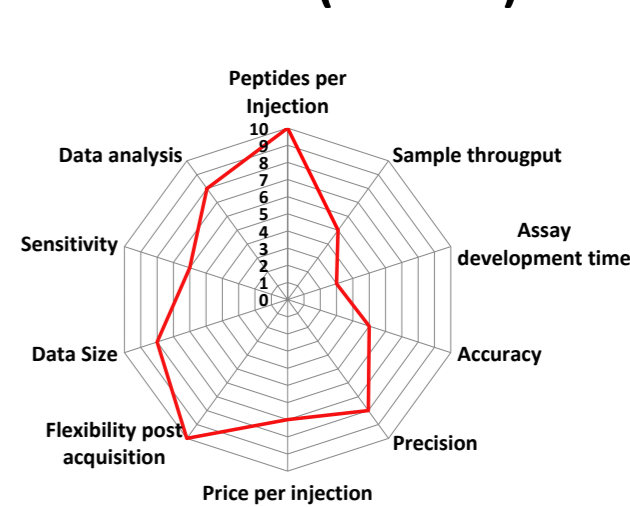 Peptides per
Injection
10
9
8
7
6
5
4
3
2
1
0
Data analysis
Sample througput
Sensitivity
Assay
development time
Data Size
Accuracy
Flexibility post
acquisition
Precision
Price per injection